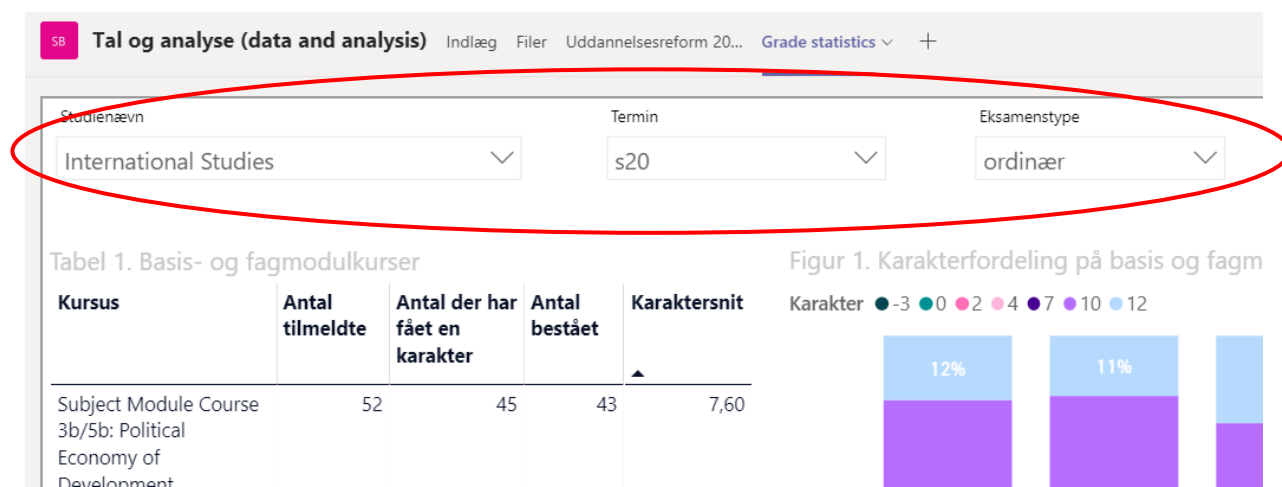 SB Tal og analyse (data and analysis) Indlæg Filer Uddannelsesreform 20... Grade statistics +
Studienævn Termin Eksamenstype
International Studies s20 ordinær
Tabel 1. Basis- og fagmodulkurser
Kursus Antal tilmeldte Antal der har fået en karakter Antal bestået Karaktersnit
Subject Module Course 52 45 43 7,60
3b/5b: Political
Economy of
Development
Figur 1. Karakterfordeling på basis og fagm
Karakter -3 0 2 4 7 10 12
12% 11%